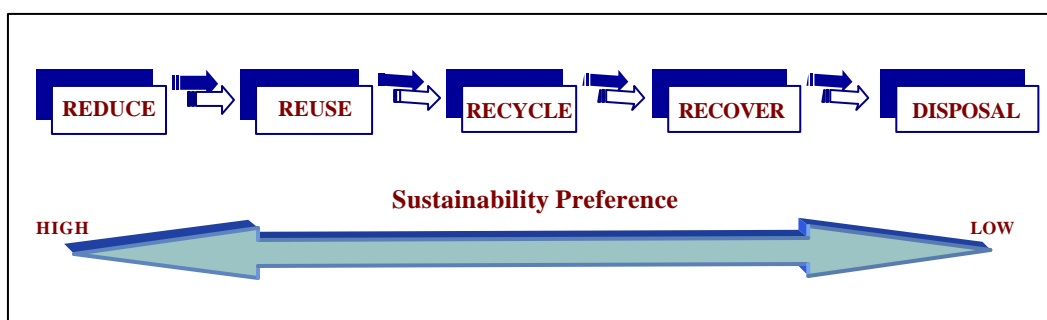 REDUCE REUSE RECYCLE RECOVER DISPOSAL
Sustainability Preference
HIGH LOW